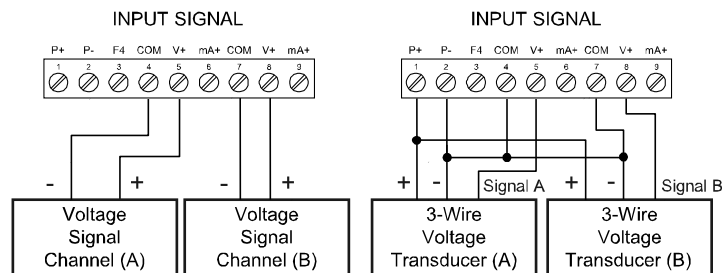 INPUT SIGNAL
P+ P- F4 COM V+ mA+ COM V+ mA+
1 2 3 4 5 6 7 8 9
- + - +
Voltage
Signal
Channel (A)
Voltage
Signal
Channel (B)
INPUT SIGNAL
P+ P- F4 COM V+ mA+ COM V+ mA+
1 2 3 4 5 6 7 8 9
+ - Signal A + - Signal B
3-Wire
Voltage
Transducer (A)
3-Wire
Voltage
Transducer (B)